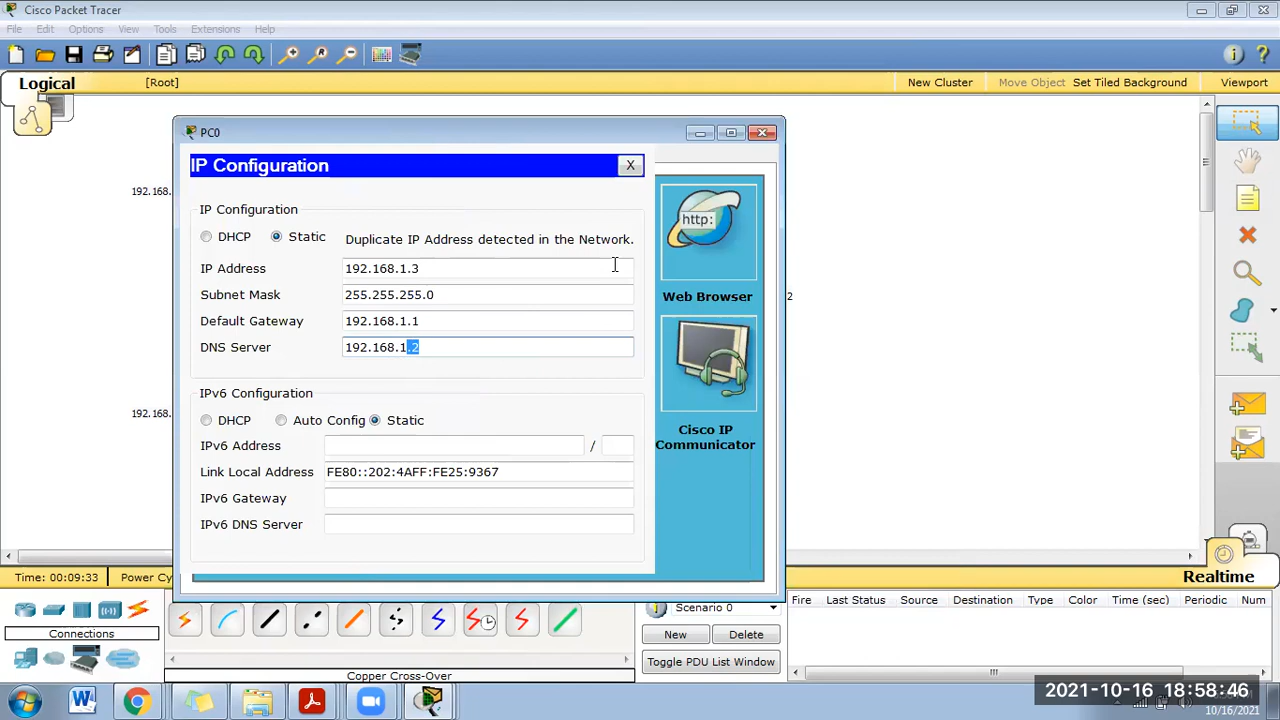 Cisco Packet Tracer
File Edit Options View Tools Extensions Help
Logical [Root] New Cluster Move Object Set Tiled Background Viewport
PC0
IP Configuration X
IP Configuration
DHCP Static Duplicate IP Address detected in the Network.
IP Address 192.168.1.3
Subnet Mask 255.255.255.0
Default Gateway 192.168.1.1
DNS Server 192.168.1.2
IPv6 Configuration
DHCP Auto Config Static
IPv6 Address /
Link Local Address FE80::202:4AFF:FE25:9367
IPv6 Gateway
IPv6 DNS Server
http:
Web Browser
Cisco IP
Communicator
192.168.
2
192.168.
Time: 00:09:33 Power Cy
Realtime
Connections
Copper Cross-Over
Scenario 0
New Delete
Toggle PDU List Window
Fire Last Status Source Destination Type Color Time (sec) Periodic Num
2021-10-16 18:58:46
10/16/2021